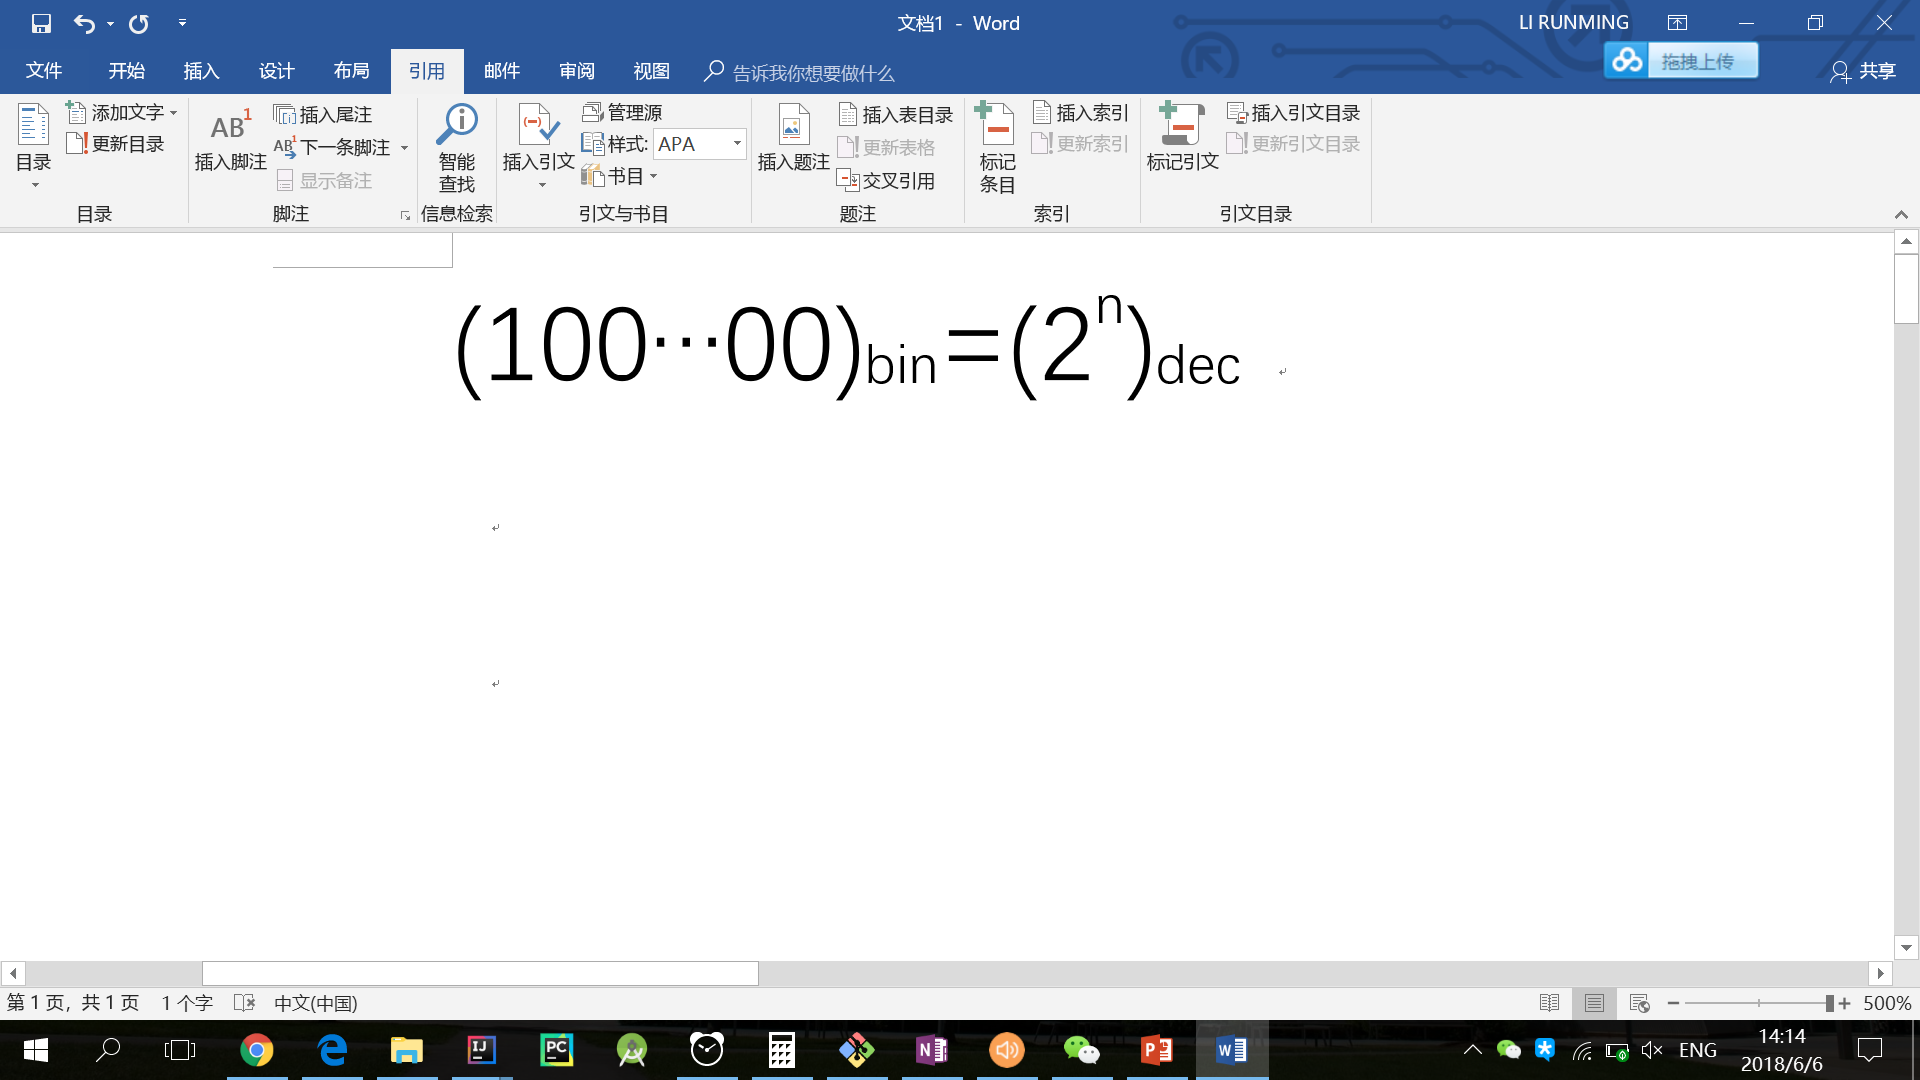 文档1 - Word
LI RUNMING
拖拽上传
文件 开始 插入 设计 布局 引用 邮件 审阅 视图 告诉我你想要做什么 共享
目录
添加文字
更新目录
目录
AB1
插入脚注
插入尾注
AB1 下一条脚注
显示备注
脚注
智能
查找
信息检索
插入引文
管理源
样式: APA
书目
引文与书目
插入题注
插入表目录
更新表格
交叉引用
题注
标记
条目
插入索引
更新索引
索引
标记引文
插入引文目录
更新引文目录
引文目录
(100···00)bin=(2n)dec
第 1 页，共 1 页 1 个字 中文(中国) 500%
IJ PC N P W ENG
14:14
2018/6/6